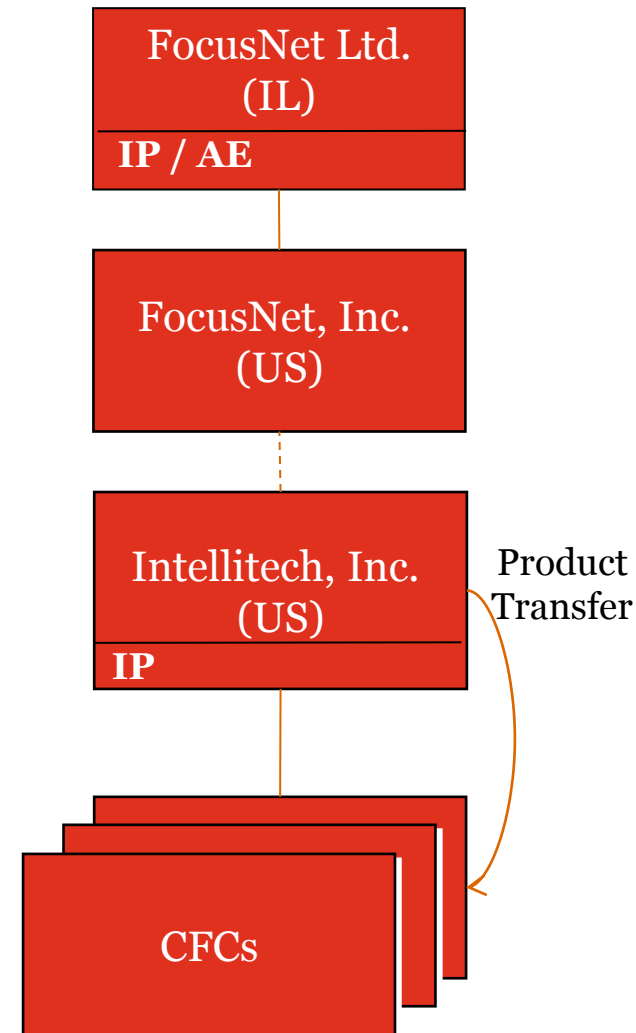 FocusNet Ltd.
(IL)
IP / AE
FocusNet, Inc.
(US)
Intellitech, Inc.
(US)
IP
Product
Transfer
CFCs